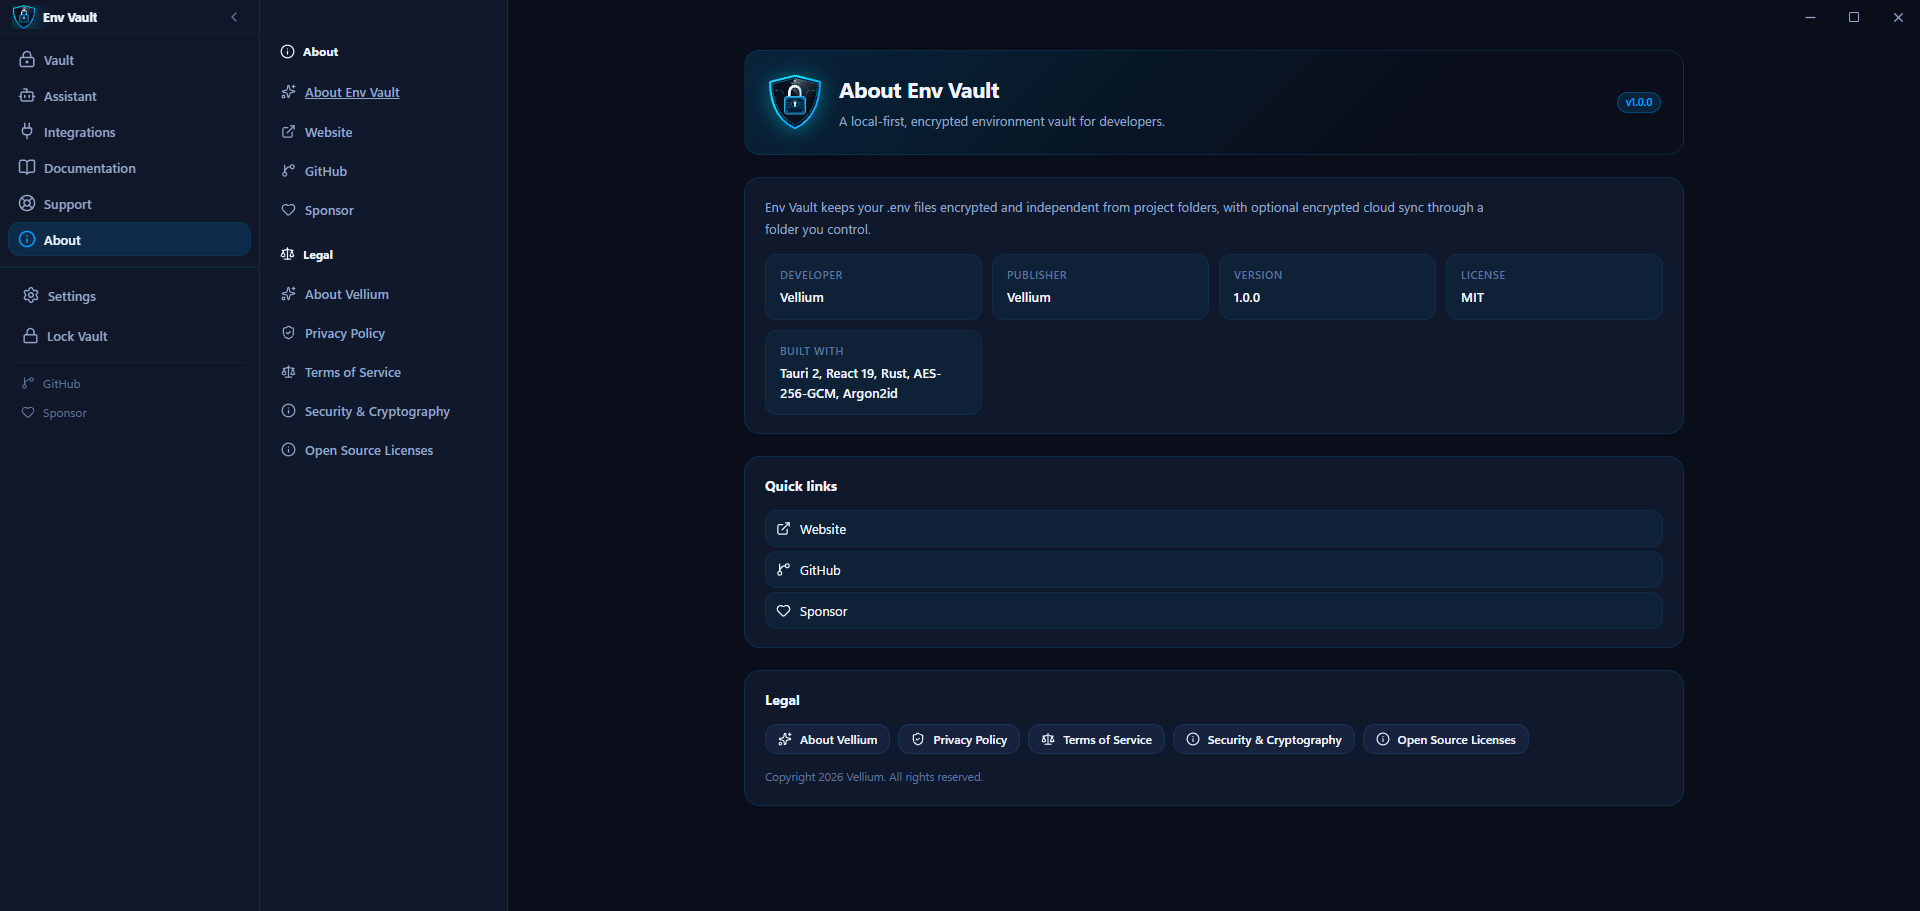 Env Vault
Vault
Assistant
Integrations
Documentation
Support
About
Settings
Lock Vault
GitHub
Sponsor
About
About Env Vault
Website
GitHub
Sponsor
Legal
About Vellium
Privacy Policy
Terms of Service
Security & Cryptography
Open Source Licenses
About Env Vault
A local-first, encrypted environment vault for developers.
v1.0.0
Env Vault keeps your .env files encrypted and independent from project folders, with optional encrypted cloud sync through a
folder you control.
DEVELOPER
Vellium
PUBLISHER
Vellium
VERSION
1.0.0
LICENSE
MIT
BUILT WITH
Tauri 2, React 19, Rust, AES-
256-GCM, Argon2id
Quick links
Website
GitHub
Sponsor
Legal
About Vellium
Privacy Policy
Terms of Service
Security & Cryptography
Open Source Licenses
Copyright 2026 Vellium. All rights reserved.